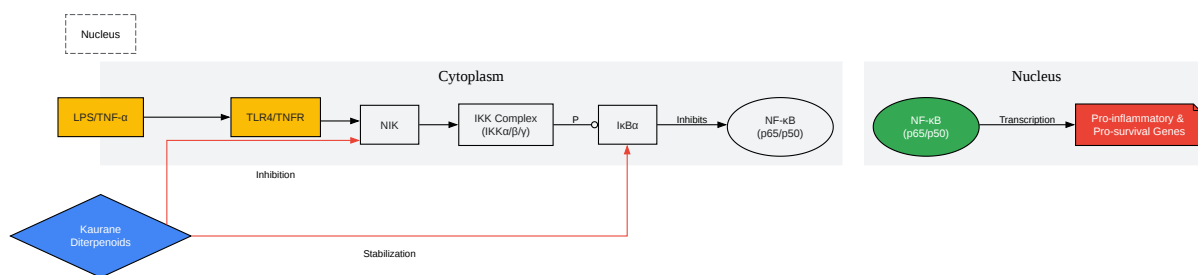 Nucleus
Cytoplasm
Nucleus
LPS/TNF-α
TLR4/TNFR
NIK
IKK Complex
(IKKα/β/γ)
P
IκBα
Inhibits
NF-κB
(p65/p50)
NF-κB
(p65/p50)
Transcription
Pro-inflammatory &
Pro-survival Genes
Inhibition
Kaurane
Diterpenoids
Stabilization